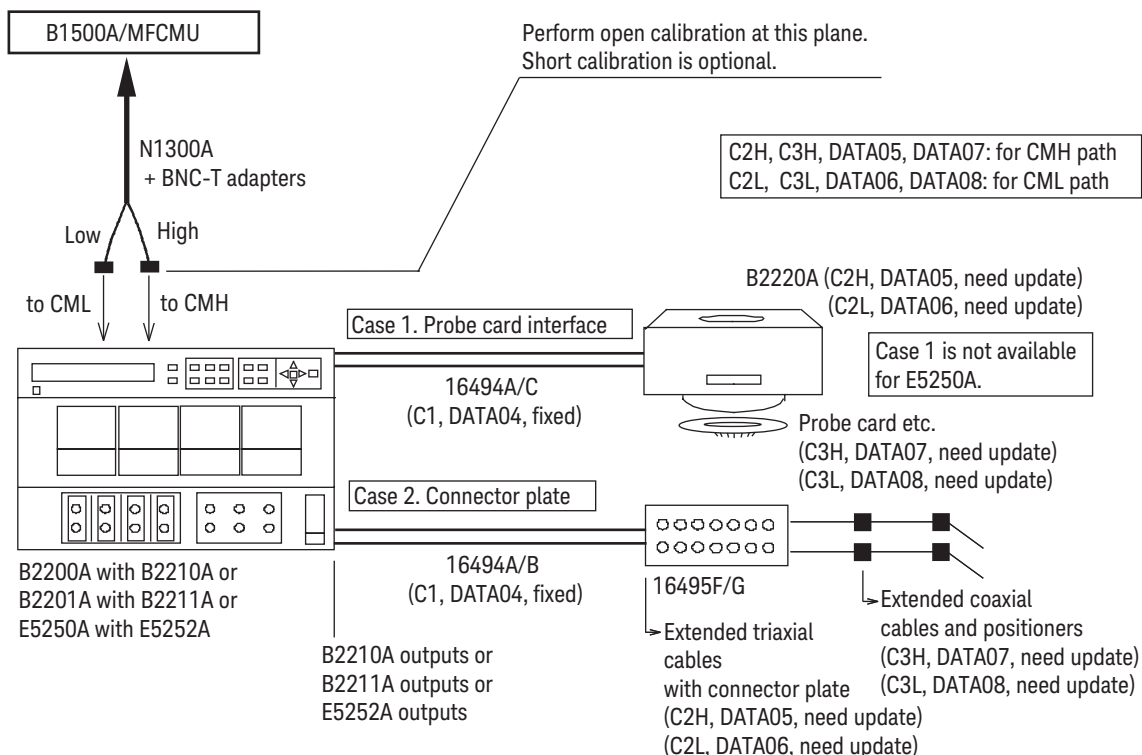 B1500A/MFCMU
Perform open calibration at this plane.
Short calibration is optional.
N1300A
+ BNC-T adapters
C2H, C3H, DATA05, DATA07: for CMH path
C2L, C3L, DATA06, DATA08: for CML path
Low
High
to CML
to CMH
B2220A (C2H, DATA05, need update)
(C2L, DATA06, need update)
Case 1. Probe card interface
Case 1 is not available
for E5250A.
16494A/C
(C1, DATA04, fixed)
Probe card etc.
(C3H, DATA07, need update)
(C3L, DATA08, need update)
Case 2. Connector plate
16494A/B
(C1, DATA04, fixed)
16495F/G
B2200A with B2210A or
B2201A with B2211A or
E5250A with E5252A
B2210A outputs or
B2211A outputs or
E5252A outputs
Extended triaxial
cables
with connector plate
(C2H, DATA05, need update)
(C2L, DATA06, need update)
Extended coaxial
cables and positioners
(C3H, DATA07, need update)
(C3L, DATA08, need update)